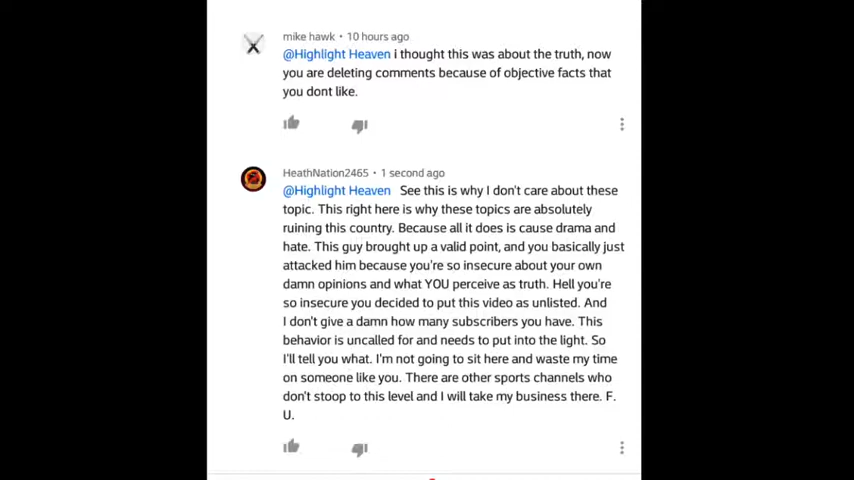 mike hawk • 10 hours ago
@Highlight Heaven i thought this was about the truth, now
you are deleting comments because of objective facts that
you dont like.
HeathNation2465 • 1 second ago
@Highlight Heaven See this is why I don't care about these
topic. This right here is why these topics are absolutely
ruining this country. Because all it does is cause drama and
hate. This guy brought up a valid point, and you basically just
attacked him because you're so insecure about your own
damn opinions and what YOU perceive as truth. Hell you're
so insecure you decided to put this video as unlisted. And
I don't give a damn how many subscribers you have. This
behavior is uncalled for and needs to put into the light. So
I'll tell you what. I'm not going to sit here and waste my time
on someone like you. There are other sports channels who
don't stoop to this level and I will take my business there. F.
U.